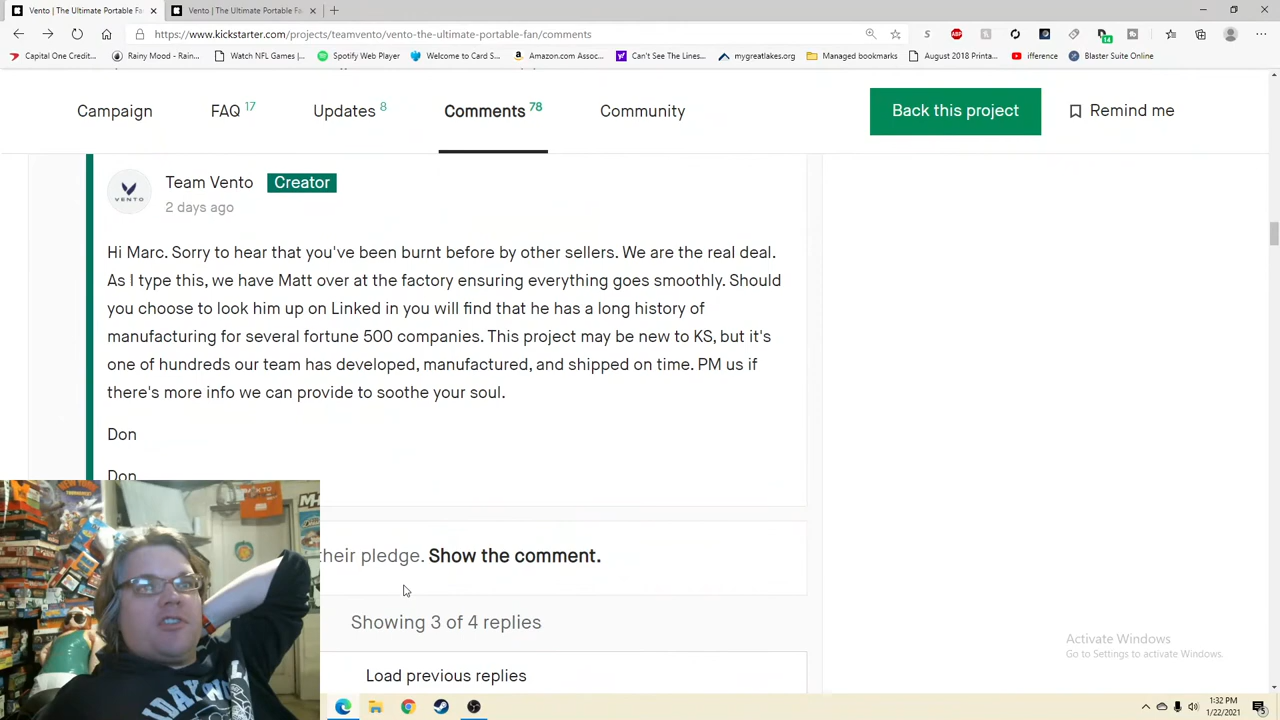 Vento | The Ultimate Portable Fa
Vento | The Ultimate Portable Fo
https://www.kickstarter.com/projects/teamvento/vento-the-ultimate-portable-fan/comments
Capital One Credit...
Rainy Mood - Rain...
Watch NFL Games |...
Spotify Web Player
Welcome to Card S...
Amazon.com Assoc...
Can't See The Lines...
mygreatlakes.org
Managed bookmarks
August 2018 Printa...
ifference
Blaster Suite Online
Campaign
FAQ 17
Updates 8
Comments 78
Community
Back this project
Remind me
Team Vento Creator
2 days ago
VENTO
Hi Marc. Sorry to hear that you've been burnt before by other sellers. We are the real deal.
As I type this, we have Matt over at the factory ensuring everything goes smoothly. Should
you choose to look him up on Linked in you will find that he has a long history of
manufacturing for several fortune 500 companies. This project may be new to KS, but it's
one of hundreds our team has developed, manufactured, and shipped on time. PM us if
there's more info we can provide to soothe your soul.
Don
Don
their pledge. Show the comment.
Showing 3 of 4 replies
Load previous replies
Activate Windows
Go to Settings to activate Windows.
1:32 PM
1/22/2021